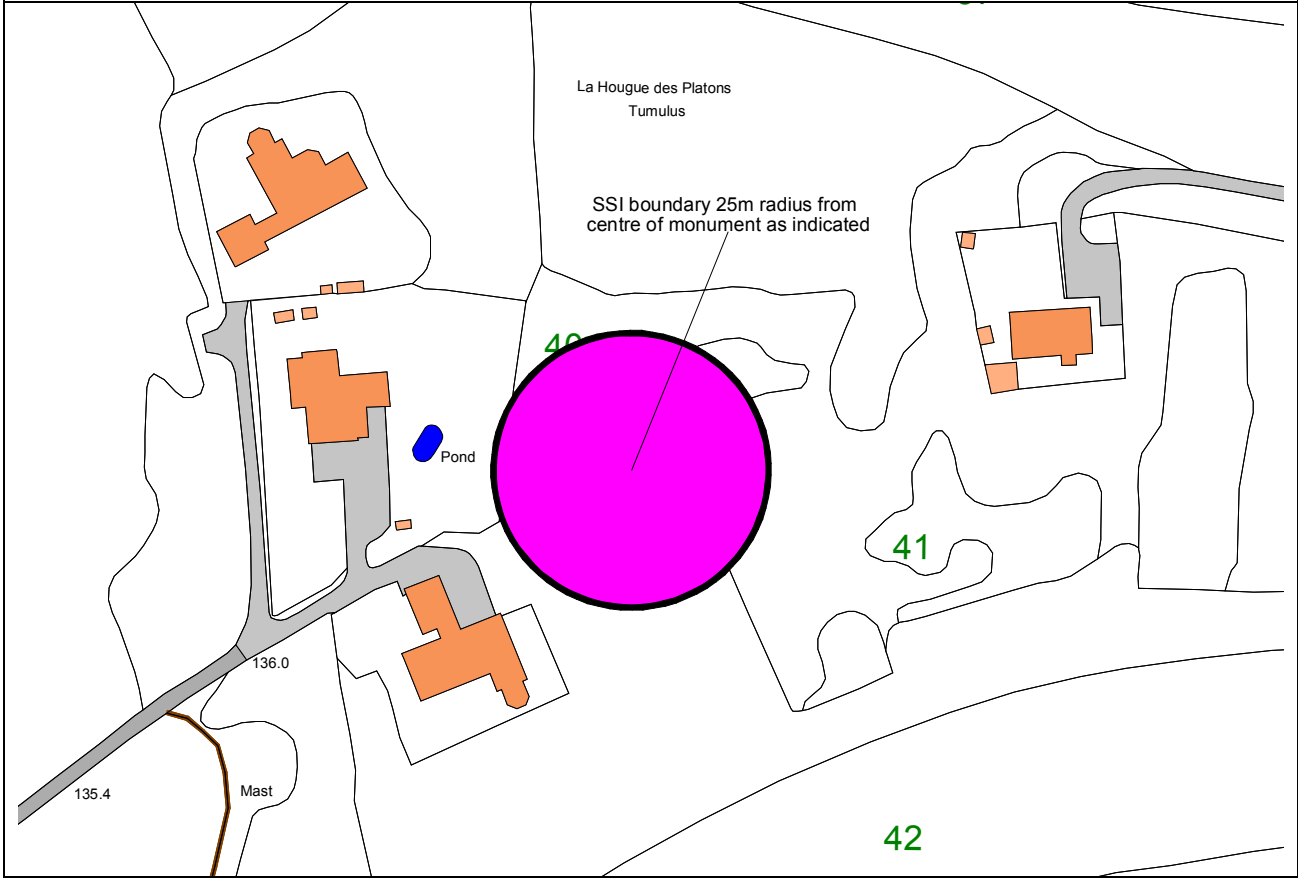 La Hougue des Platons
Tumulus
SSI boundary 25m radius from
centre of monument as indicated
40
Pond
41
136.0
135.4
Mast
42